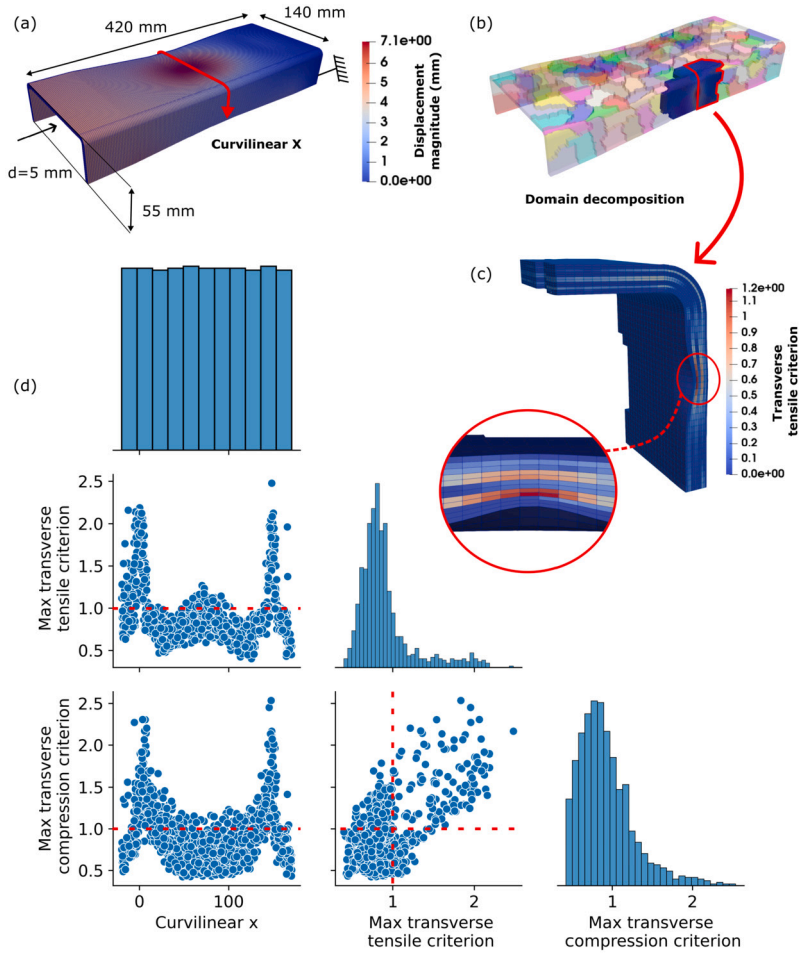 (a)
420 mm
140 mm
7.1e+00
6
5
4
3
2
1
0.0e+00
Displacement
magnitude (mm)
Curvilinear X
d=5 mm
55 mm
(b)
Domain decomposition
(c)
1.2e+00
1.1
1
0.9
0.8
0.7
0.6
0.5
0.4
0.3
0.2
0.1
0.0e+00
Transverse
tensile criterion
(d)
Max transverse
tensile criterion
2.5
2.0
1.5
1.0
0.5
Max transverse
compression criterion
2.5
2.0
1.5
1.0
0.5
0
100
Curvilinear x
1
2
Max transverse
tensile criterion
1
2
Max transverse
compression criterion